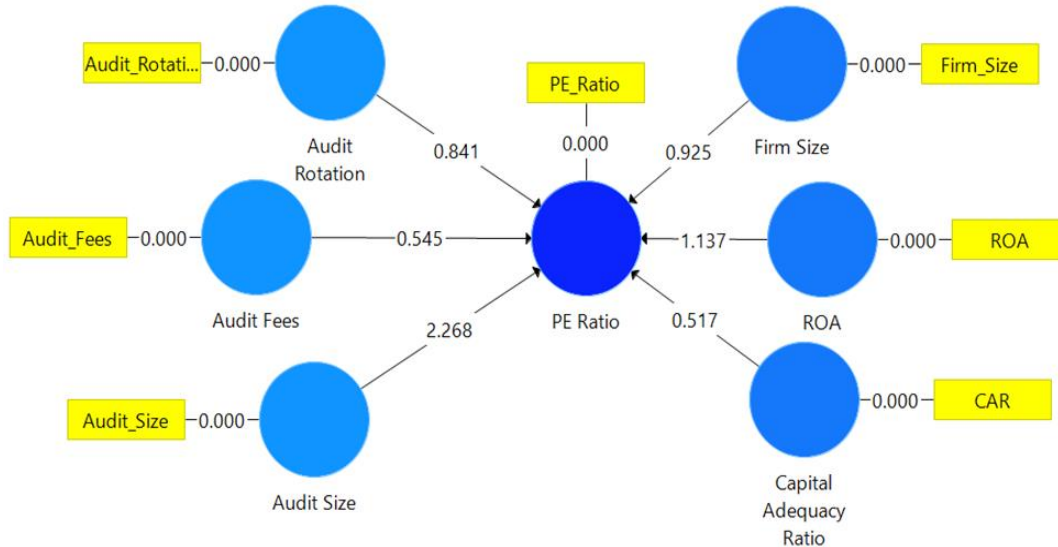 Audit_Rotati...
0.000
Audit
Rotation
0.841
PE_Ratio
0.000
Firm_Size
0.000
Firm Size
0.925
Audit_Fees
0.000
Audit Fees
0.545
PE Ratio
1.137
ROA
0.000
ROA
Audit_Size
0.000
Audit Size
2.268
0.517
0.000
CAR
Capital
Adequacy
Ratio